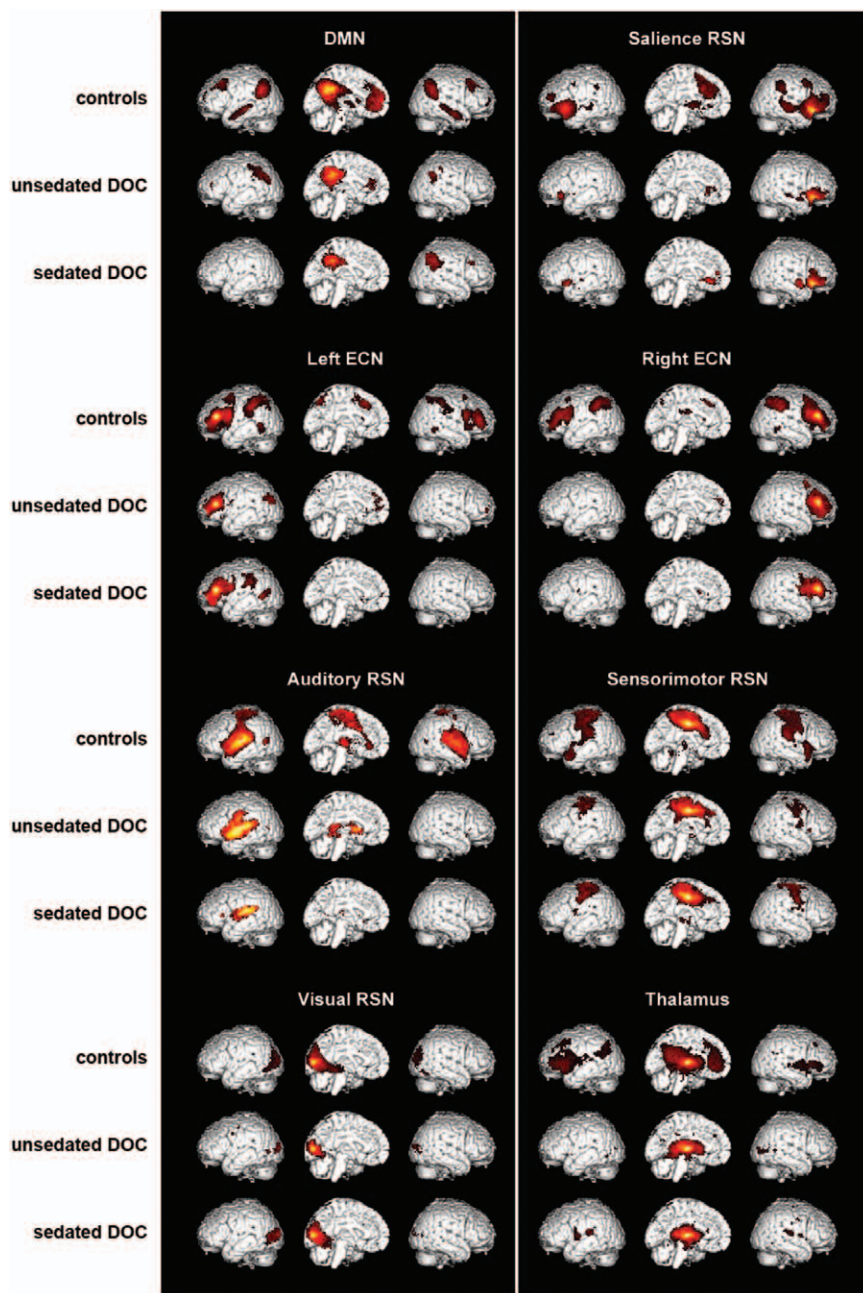 DMN
Salience RSN
controls
unsedated DOC
sedated DOC
Left ECN
Right ECN
controls
unsedated DOC
sedated DOC
Auditory RSN
Sensorimotor RSN
controls
unsedated DOC
sedated DOC
Visual RSN
Thalamus
controls
unsedated DOC
sedated DOC